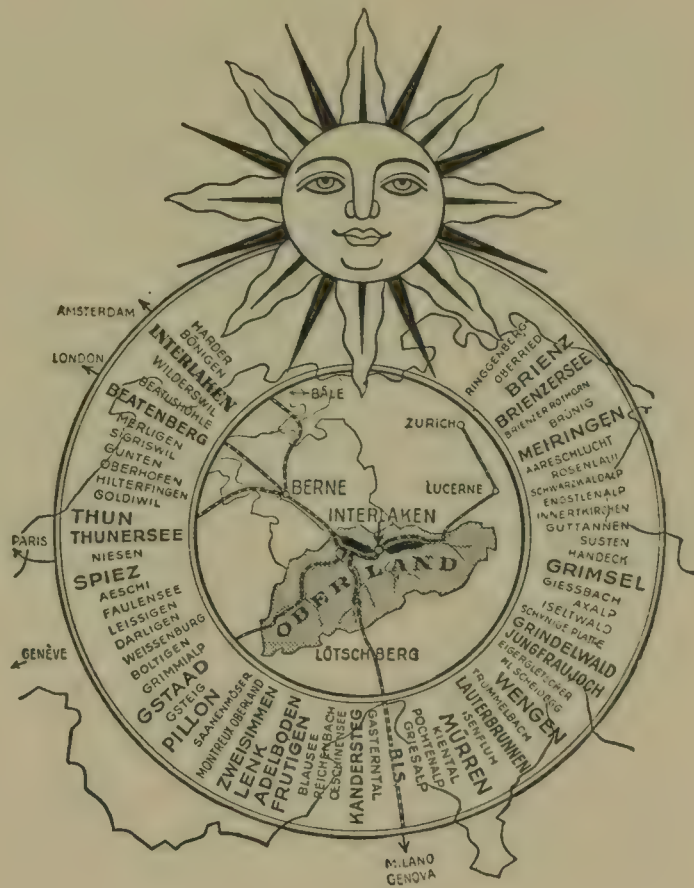 AMSTERDAM
LONDON
PARIS
GENÈVE
HARDER
BÖNIGEN
INTERLAKEN
WILDERSWIL
BEATUSHÖHLE
BEATENBERG
MERLIGEN
SIGRISWIL
GUNTEN
OBERHOFEN
HILTERFINGEN
GOLDIWIL
THUN
THUNERSEE
NIESEN
SPIEZ
AESCHI
FAULENSEE
LEISSIGEN
DARLIGEN
WEISSENBURG
BOLTIGEN
GRIMMIALP
GSTAAD
GSTEIG
PILLON
SAANENMÖSER
MONTREUX OBERLAND
ZWEISIMMEN
LENK
ADELBODEN
FRUTIGEN
BLAUSEE
REICHENBACH
OESCHINENSEE
KANDERSTEG
GASTERNTAL
B.L.S.
MILANO
GENOVA
GRIESALP
POCHTENALP
KIENTAL
MÜRREN
ISENFLUH
LAUTERBRUNNEN
TRÜMMELBACH
WENGEN
KL. SCHEIDEGG
EIGERGLETSCHER
JUNGFRAUJOCH
GRINDELWALD
SCHYNIGE PLATTE
ISELTWALD
AXALP
GIESSBACH
GRIMSEL
HANDECK
SUSTEN
GUTTANNEN
INNERTKIRCHEN
ENGSTLENALP
SCHWARZWALDALP
ROSENLAUI
AARESCHLUCHT
MEIRINGEN
BRÜNIG
BRIENZER ROTHORN
BRIENZERSEE
BRIENZ
OBERRIED
RINGGENBERG
BÂLE
ZURICH
BERNE
LUCERNE
INTERLAKEN
OBERLAND
LÖTSCHBERG